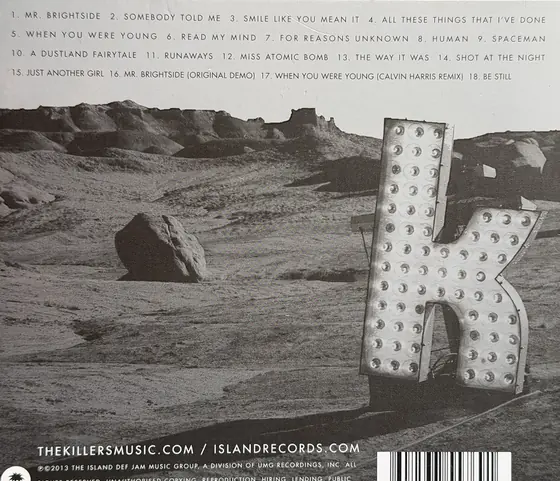 1. MR. BRIGHTSIDE 2. SOMEBODY TOLD ME 3. SMILE LIKE YOU MEAN IT 4. ALL THESE THINGS THAT I'VE DONE
5. WHEN YOU WERE YOUNG 6. READ MY MIND 7. FOR REASONS UNKNOWN 8. HUMAN 9. SPACEMAN
10. A DUSTLAND FAIRYTALE 11. RUNAWAYS 12. MISS ATOMIC BOMB 13. THE WAY IT WAS 14. SHOT AT THE NIGHT
15. JUST ANOTHER GIRL 16. MR. BRIGHTSIDE (ORIGINAL DEMO) 17. WHEN YOU WERE YOUNG (CALVIN HARRIS REMIX) 18. BE STILL
k
THEKILLERSMUSIC.COM / ISLANDRECORDS.COM
℗©2013 THE ISLAND DEF JAM MUSIC GROUP, A DIVISION OF UMG RECORDINGS, INC. ALL
RIGHTS RESERVED. UNAUTHORISED COPYING, REPRODUCTION, HIRING, LENDING, PUBLIC